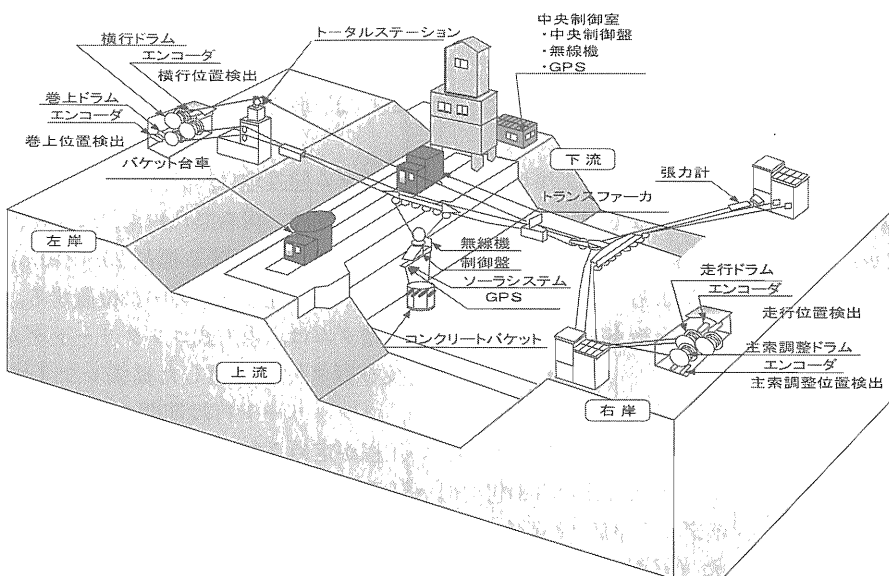 横行ドラム
エンコーダ
横行位置検出
巻上ドラム
エンコーダ
巻上位置検出
バケット台車
トータルステーション
中央制御室
・中央制御盤
・無線機
・GPS
下流
張力計
トランスファーカ
左岸
無線機
制御盤
ソーラシステム
GPS
走行ドラム
エンコーダ
走行位置検出
コンクリートバケット
主索調整ドラム
エンコーダ
主索調整位置検出
上流
右岸